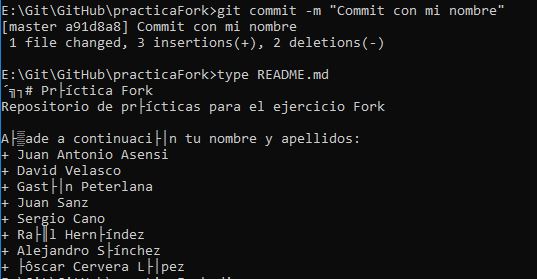 E:\Git\GitHub\practicaFork>git commit -m "Commit con mi nombre"
[master a91d8a8] Commit con mi nombre
 1 file changed, 3 insertions(+), 2 deletions(-)
E:\Git\GitHub\practicaFork>type README.md
´╗┐# Pr├íctica Fork
Repositorio de pr├ícticas para el ejercicio Fork
A├▒ade a continuaci├│n tu nombre y apellidos:
+ Juan Antonio Asensi
+ David Velasco
+ Gast├│n Peterlana
+ Juan Sanz
+ Sergio Cano
+ Ra├║l Hern├índez
+ Alejandro S├ínchez
+ ├ôscar Cervera L├│pez